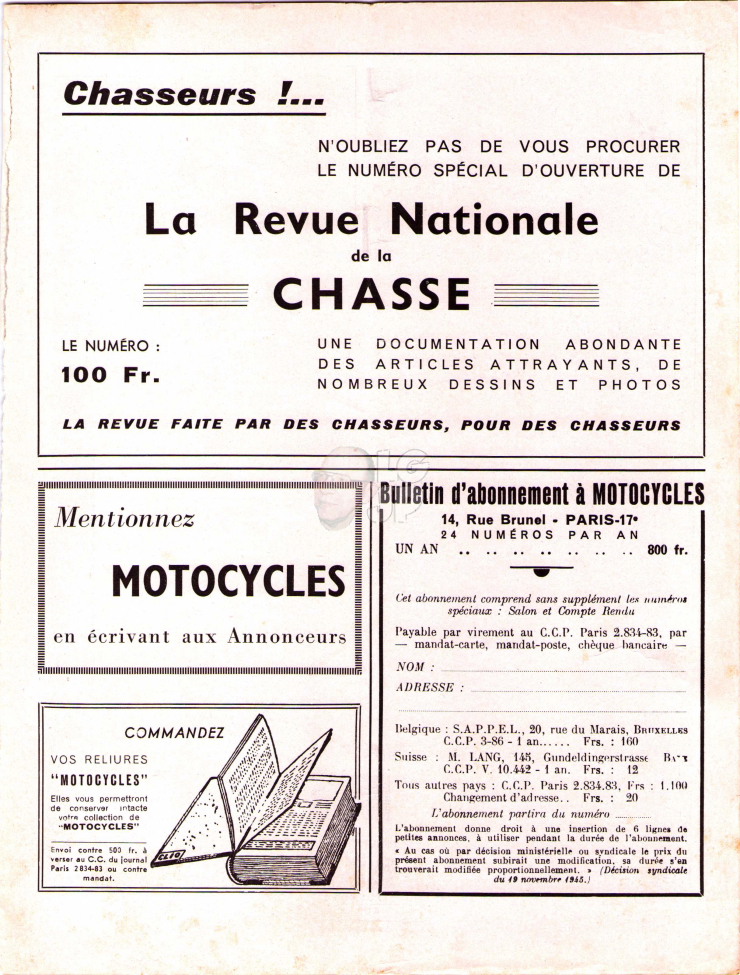 Chasseurs !...
N'OUBLIEZ PAS DE VOUS PROCURER
LE NUMÉRO SPÉCIAL D'OUVERTURE DE
La Revue Nationale
de la
CHASSE
LE NUMÉRO :
100 Fr.
UNE DOCUMENTATION ABONDANTE
DES ARTICLES ATTRAYANTS, DE
NOMBREUX DESSINS ET PHOTOS
LA REVUE FAITE PAR DES CHASSEURS, POUR DES CHASSEURS
Mentionnez
MOTOCYCLES
en écrivant aux Annonceurs
COMMANDEZ
VOS RELIURES
"MOTOCYCLES"
Elles vous permettront
de conserver intacte
votre collection de
"MOTOCYCLES"
Envoi contre 500 fr. à
verser au C.C. du journal
Paris 2834-83 ou contre
mandat.
CLÉO
Bulletin d'abonnement à MOTOCYCLES
14, Rue Brunel - PARIS-17e
24 NUMÉROS PAR AN
UN AN .. .. .. .. .. .. .. 800 fr.
Cet abonnement comprend sans supplément les numéros
spéciaux : Salon et Compte Rendu
Payable par virement au C.C.P. Paris 2.834-83, par
— mandat-carte, mandat-poste, chèque bancaire —
NOM :
ADRESSE :
Belgique : S.A.P.P.E.L., 20, rue du Marais, BRUXELLES
C.C.P. 3-86 - 1 an...... Frs. : 160
Suisse : M. LANG, 145, Gundeldingerstrasse
C.C.P. V. 10.442 - 1 an. Frs. : 12
Tous autres pays : C.C.P. Paris 2.834.83, Frs : 1.100
Changement d'adresse.. Frs. : 20
L'abonnement partira du numéro
L'abonnement donne droit à une insertion de 6 lignes de
petites annonces, à utiliser pendant la durée de l'abonnement.
« Au cas où par décision ministérielle ou syndicale le prix du
présent abonnement subirait une modification, sa durée s'en
trouverait modifiée proportionnellement. » (Décision syndicale
du 19 novembre 1945.)